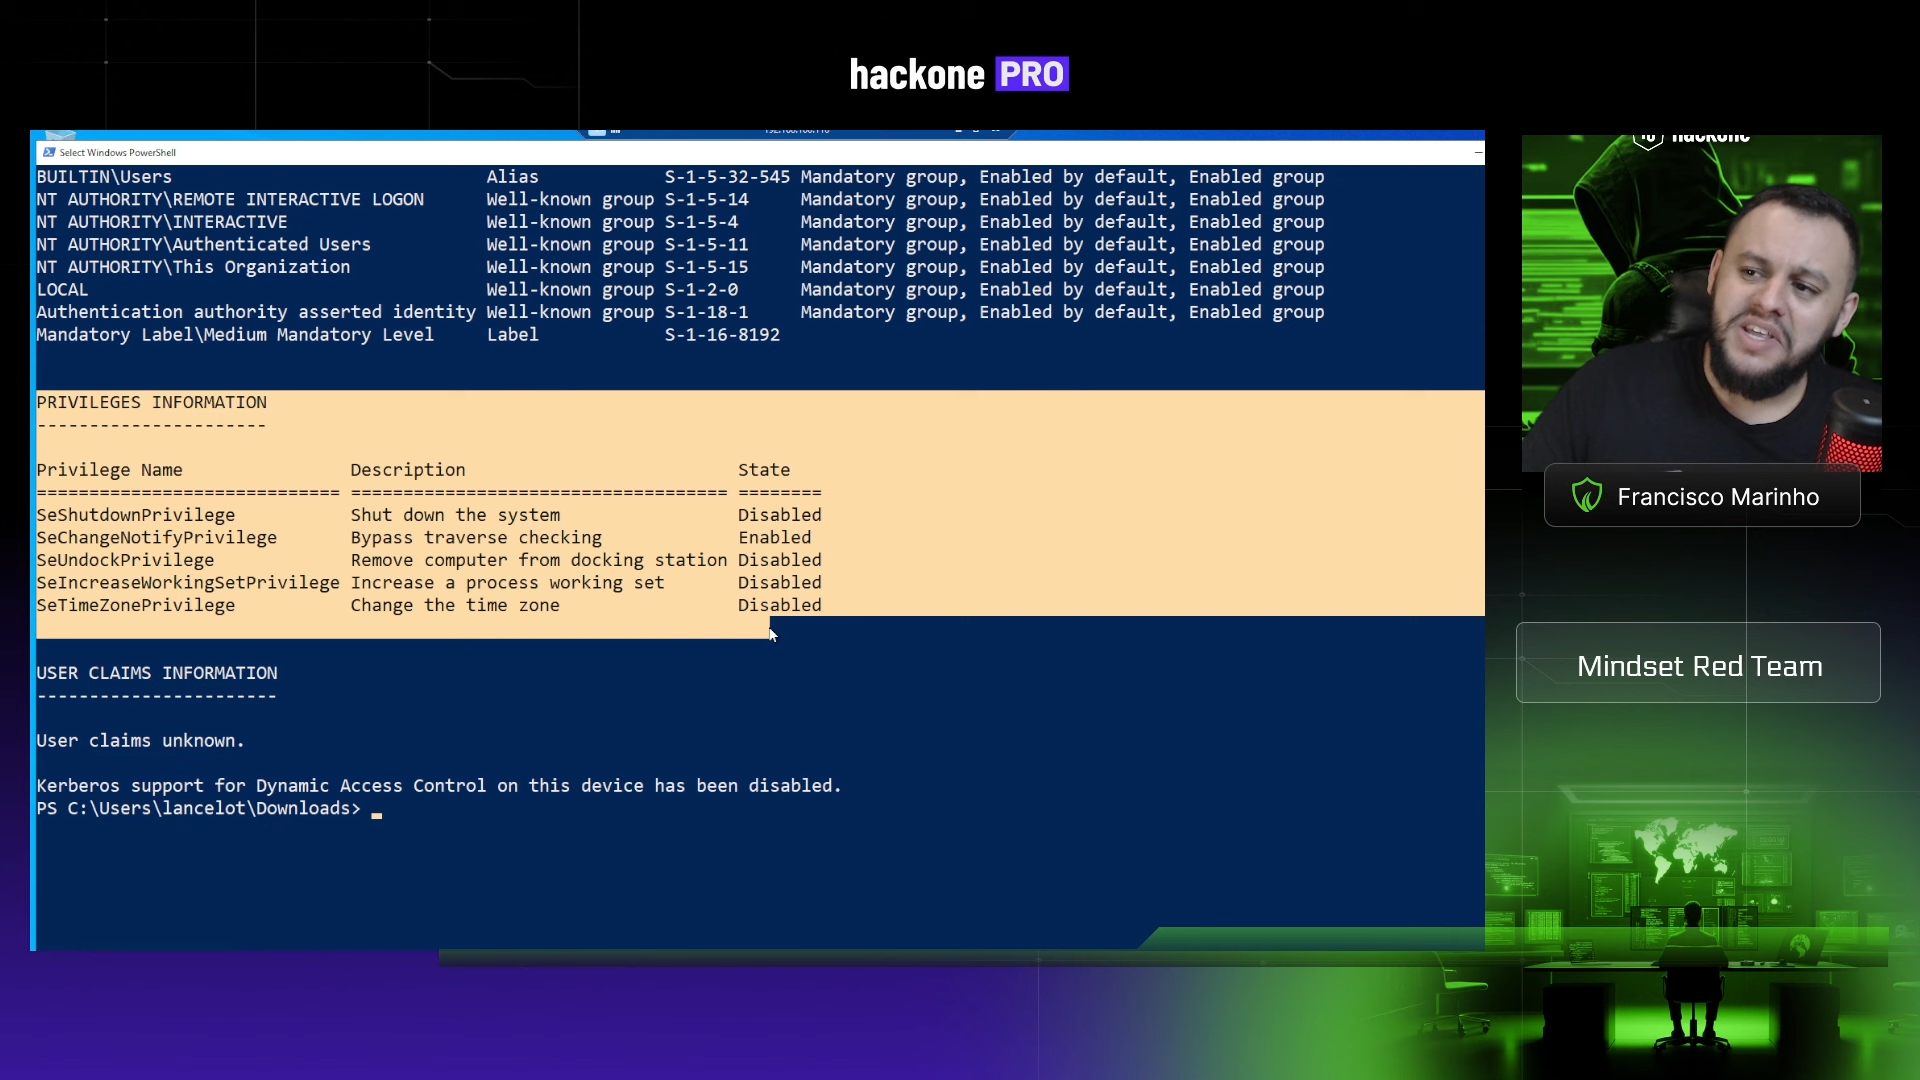 hackone PRO
Select Windows PowerShell
BUILTIN\Users Alias S-1-5-32-545 Mandatory group, Enabled by default, Enabled group
NT AUTHORITY\REMOTE INTERACTIVE LOGON Well-known group S-1-5-14 Mandatory group, Enabled by default, Enabled group
NT AUTHORITY\INTERACTIVE Well-known group S-1-5-4 Mandatory group, Enabled by default, Enabled group
NT AUTHORITY\Authenticated Users Well-known group S-1-5-11 Mandatory group, Enabled by default, Enabled group
NT AUTHORITY\This Organization Well-known group S-1-5-15 Mandatory group, Enabled by default, Enabled group
LOCAL Well-known group S-1-2-0 Mandatory group, Enabled by default, Enabled group
Authentication authority asserted identity Well-known group S-1-18-1 Mandatory group, Enabled by default, Enabled group
Mandatory Label\Medium Mandatory Level Label S-1-16-8192
PRIVILEGES INFORMATION
----------------------
Privilege Name Description State
============================= ==================================== ========
SeShutdownPrivilege Shut down the system Disabled
SeChangeNotifyPrivilege Bypass traverse checking Enabled
SeUndockPrivilege Remove computer from docking station Disabled
SeIncreaseWorkingSetPrivilege Increase a process working set Disabled
SeTimeZonePrivilege Change the time zone Disabled
USER CLAIMS INFORMATION
-----------------------
User claims unknown.
Kerberos support for Dynamic Access Control on this device has been disabled.
PS C:\Users\lancelot\Downloads>
hackone
Francisco Marinho
Mindset Red Team